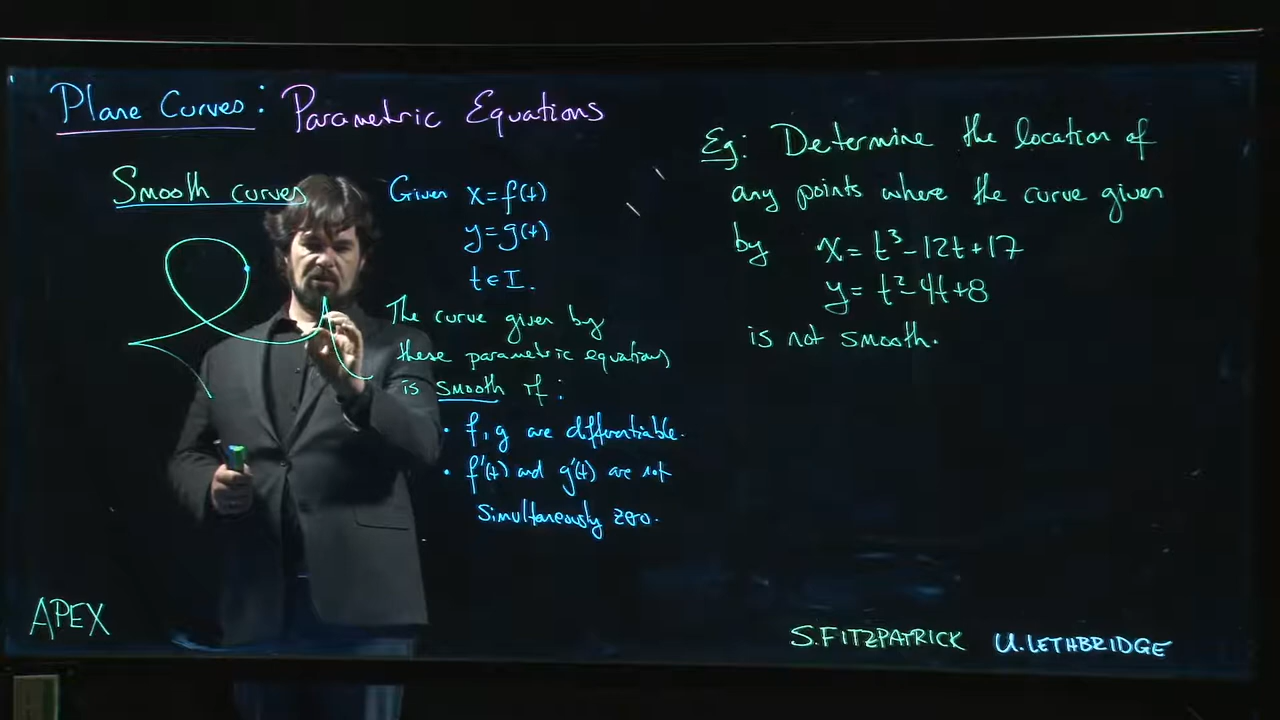 Plane Curves: Parametric Equations
Smooth curves
Given x=f(t)
y=g(t)
t∈I.
The curve given by
these parametric equations
is smooth if:
• f,g are differentiable.
• f'(t) and g'(t) are not
simultaneously zero.
Eg: Determine the location of
any points where the curve given
by x=t³-12t+17
y=t²-4t+8
is not smooth.
APEX
S.FITZPATRICK U.LETHBRIDGE